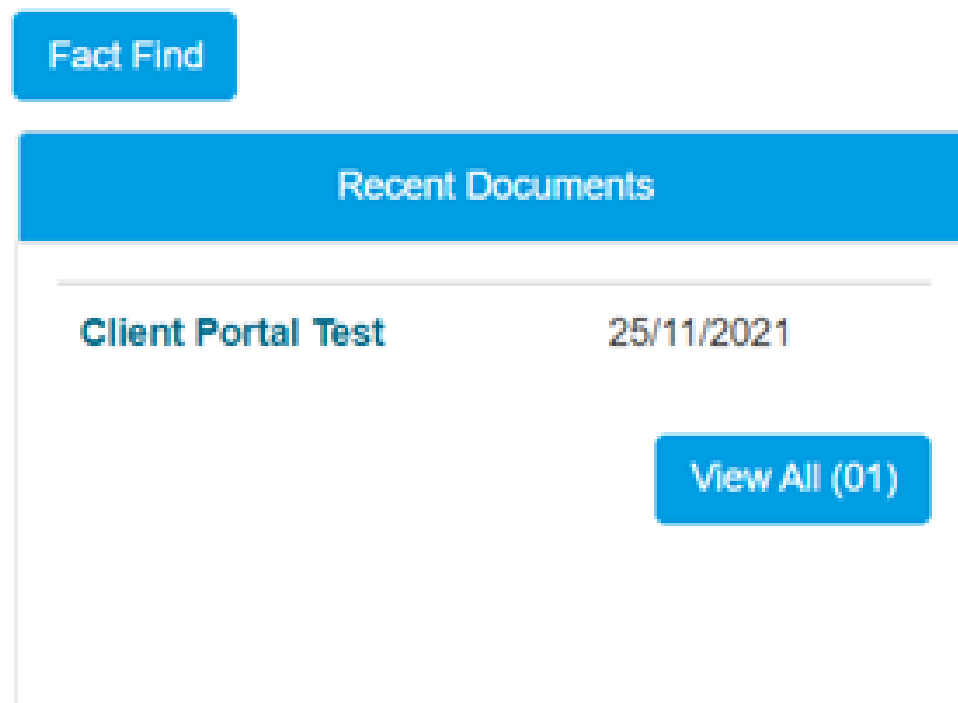 Fact Find
Recent Documents
Client Portal Test 25/11/2021
View All (01)